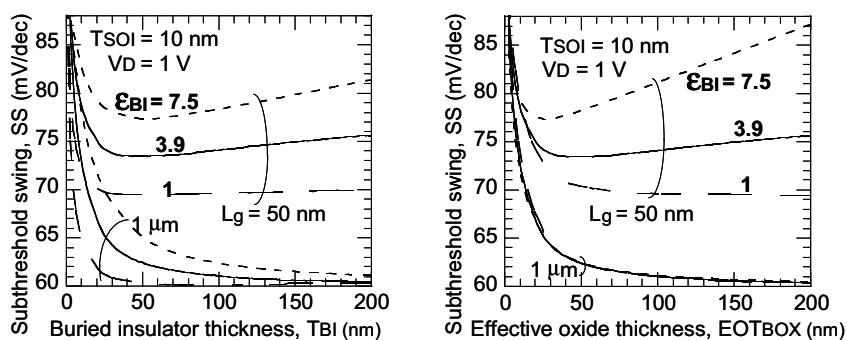 Subthreshold swing, SS (mV/dec)
85
80
75
70
65
60
TSOI = 10 nm
VD = 1 V
εBI = 7.5
3.9
1
Lg = 50 nm
1 μm
0 50 100 150 200
Buried insulator thickness, TBI (nm)
Subthreshold swing, SS (mV/dec)
85
80
75
70
65
60
TSOI = 10 nm
VD = 1 V
εBI = 7.5
3.9
1
Lg = 50 nm
1 μm
0 50 100 150 200
Effective oxide thickness, EOTBOX (nm)